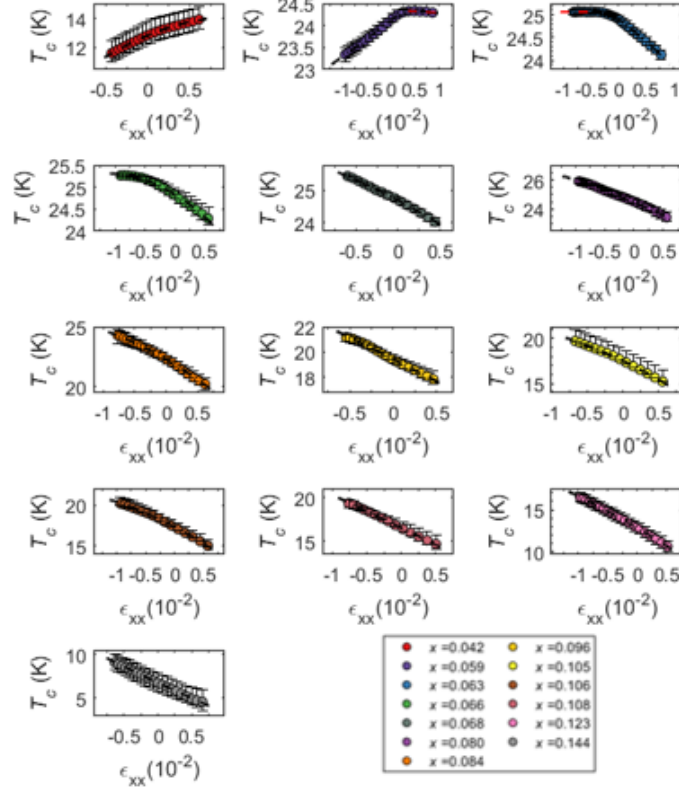 T_c (K)
14
12
-0.5 0 0.5
ϵ_xx(10^-2)
T_c (K)
24.5
24
23.5
23
-1 -0.5 0 0.5 1
ϵ_xx(10^-2)
T_c (K)
25
24.5
24
-1 -0.5 0 0.5 1
ϵ_xx(10^-2)
T_c (K)
25.5
25
24.5
24
-1 -0.5 0 0.5
ϵ_xx(10^-2)
T_c (K)
25
24
-1 -0.5 0 0.5
ϵ_xx(10^-2)
T_c (K)
26
24
-1 -0.5 0 0.5
ϵ_xx(10^-2)
T_c (K)
25
20
-1 -0.5 0 0.5
ϵ_xx(10^-2)
T_c (K)
22
20
18
-1 -0.5 0 0.5
ϵ_xx(10^-2)
T_c (K)
20
15
-1 -0.5 0 0.5
ϵ_xx(10^-2)
T_c (K)
20
15
-1 -0.5 0 0.5
ϵ_xx(10^-2)
T_c (K)
20
15
-1 -0.5 0 0.5
ϵ_xx(10^-2)
T_c (K)
15
10
-1 -0.5 0 0.5
ϵ_xx(10^-2)
T_c (K)
10
5
-0.5 0 0.5
ϵ_xx(10^-2)
x =0.042
x =0.059
x =0.063
x =0.066
x =0.068
x =0.080
x =0.084
x =0.096
x =0.105
x =0.106
x =0.108
x =0.123
x =0.144